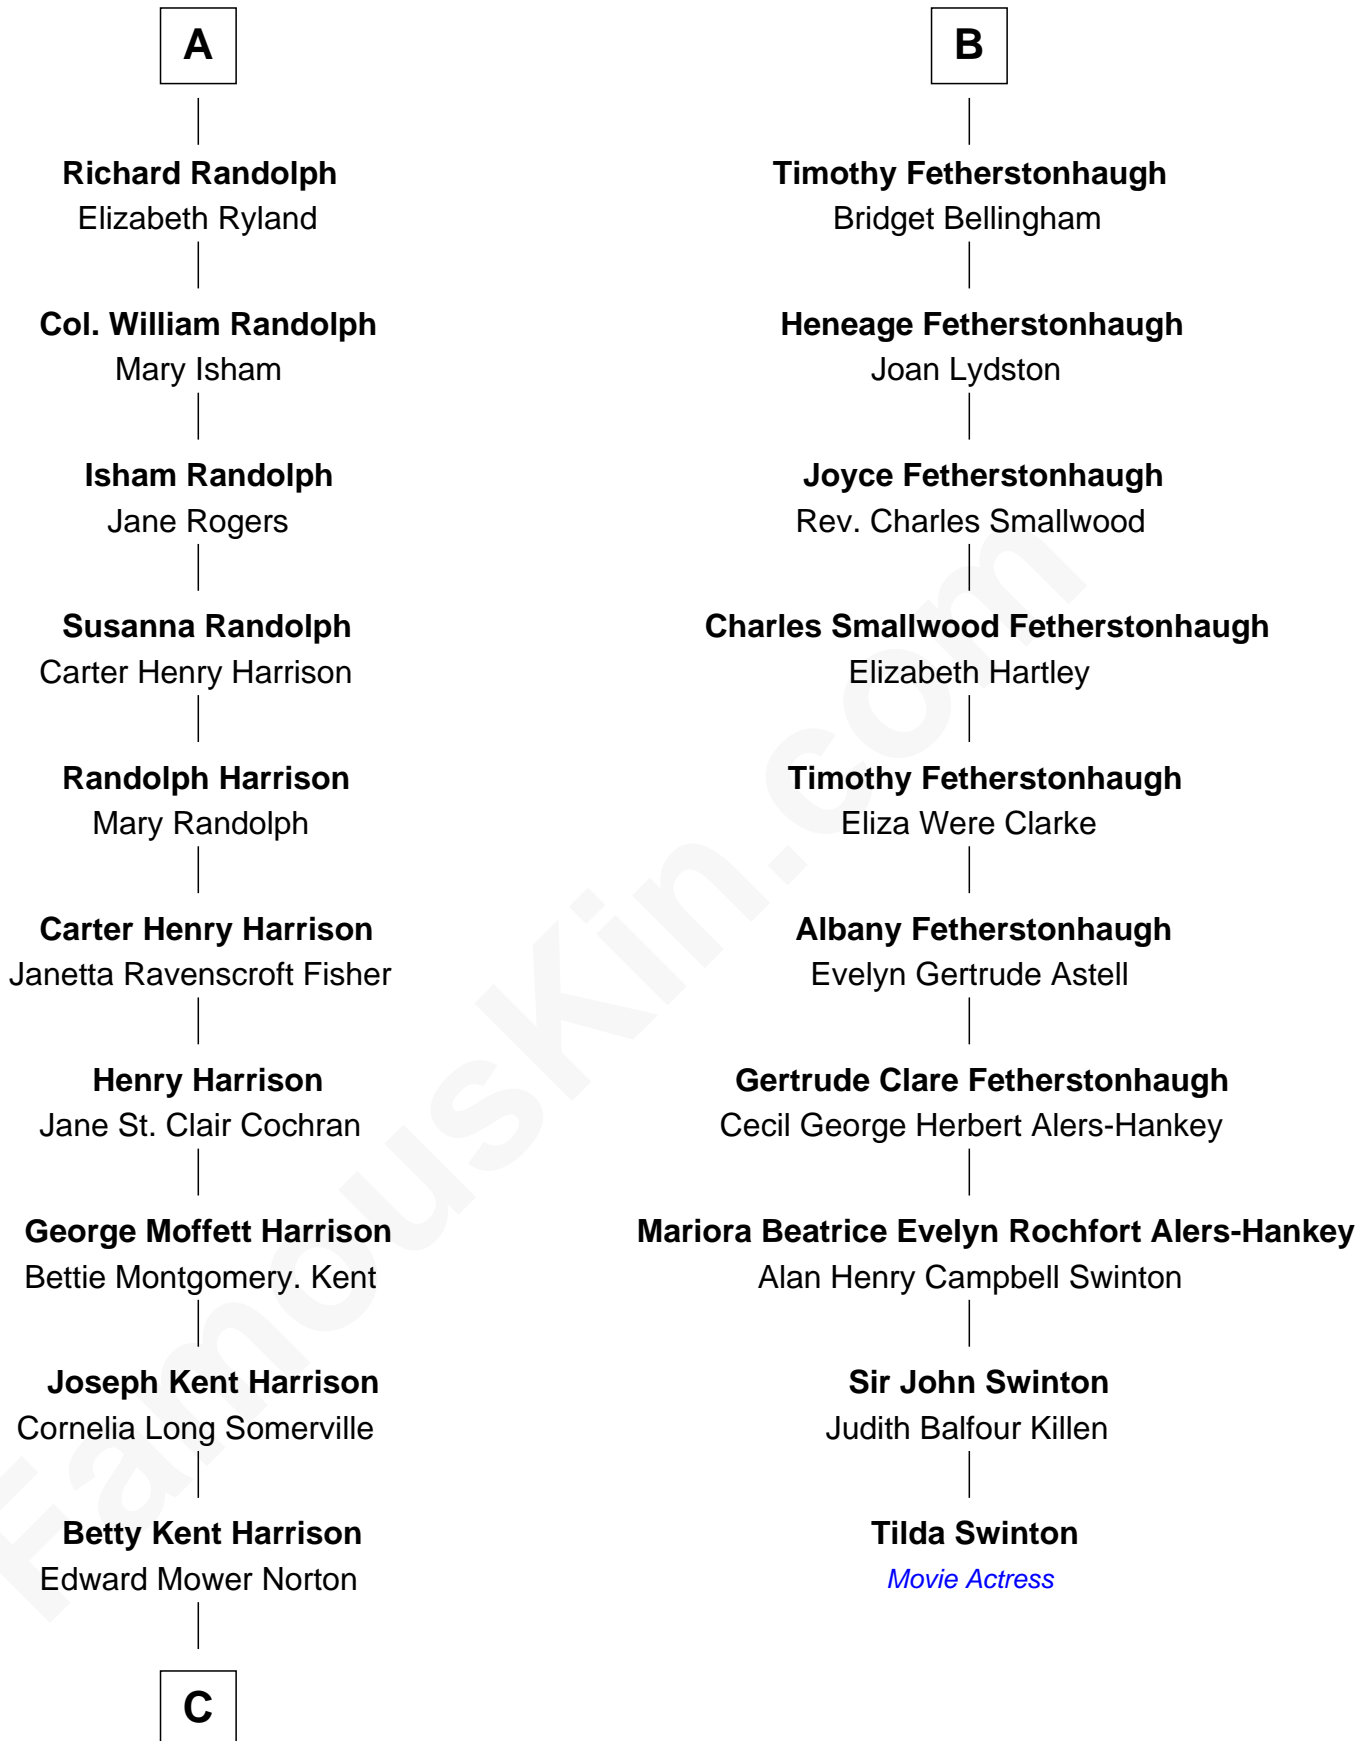 A
Richard Randolph
Elizabeth Ryland
Col. William Randolph
Mary Isham
Isham Randolph
Jane Rogers
Susanna Randolph
Carter Henry Harrison
Randolph Harrison
Mary Randolph
Carter Henry Harrison
Janetta Ravenscroft Fisher
Henry Harrison
Jane St. Clair Cochran
George Moffett Harrison
Bettie Montgomery. Kent
Joseph Kent Harrison
Cornelia Long Somerville
Betty Kent Harrison
Edward Mower Norton
C
B
Timothy Fetherstonhaugh
Bridget Bellingham
Heneage Fetherstonhaugh
Joan Lydston
Joyce Fetherstonhaugh
Rev. Charles Smallwood
Charles Smallwood Fetherstonhaugh
Elizabeth Hartley
Timothy Fetherstonhaugh
Eliza Were Clarke
Albany Fetherstonhaugh
Evelyn Gertrude Astell
Gertrude Clare Fetherstonhaugh
Cecil George Herbert Alers-Hankey
Mariora Beatrice Evelyn Rochfort Alers-Hankey
Alan Henry Campbell Swinton
Sir John Swinton
Judith Balfour Killen
Tilda Swinton
Movie Actress
FamousKin.com